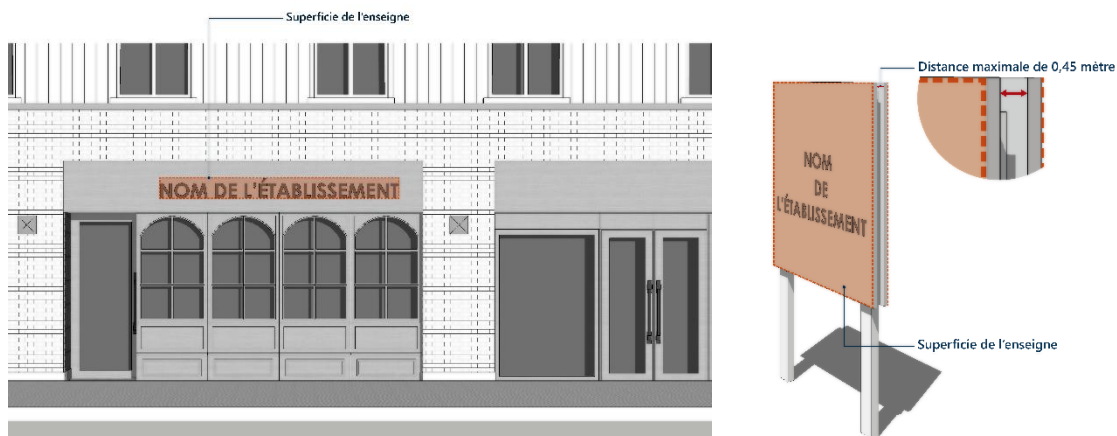 Superficie de l'enseigne
NOM DE L'ÉTABLISSEMENT
Distance maximale de 0,45 mètre
NOM
DE
L'ÉTABLISSEMENT
Superficie de l'enseigne